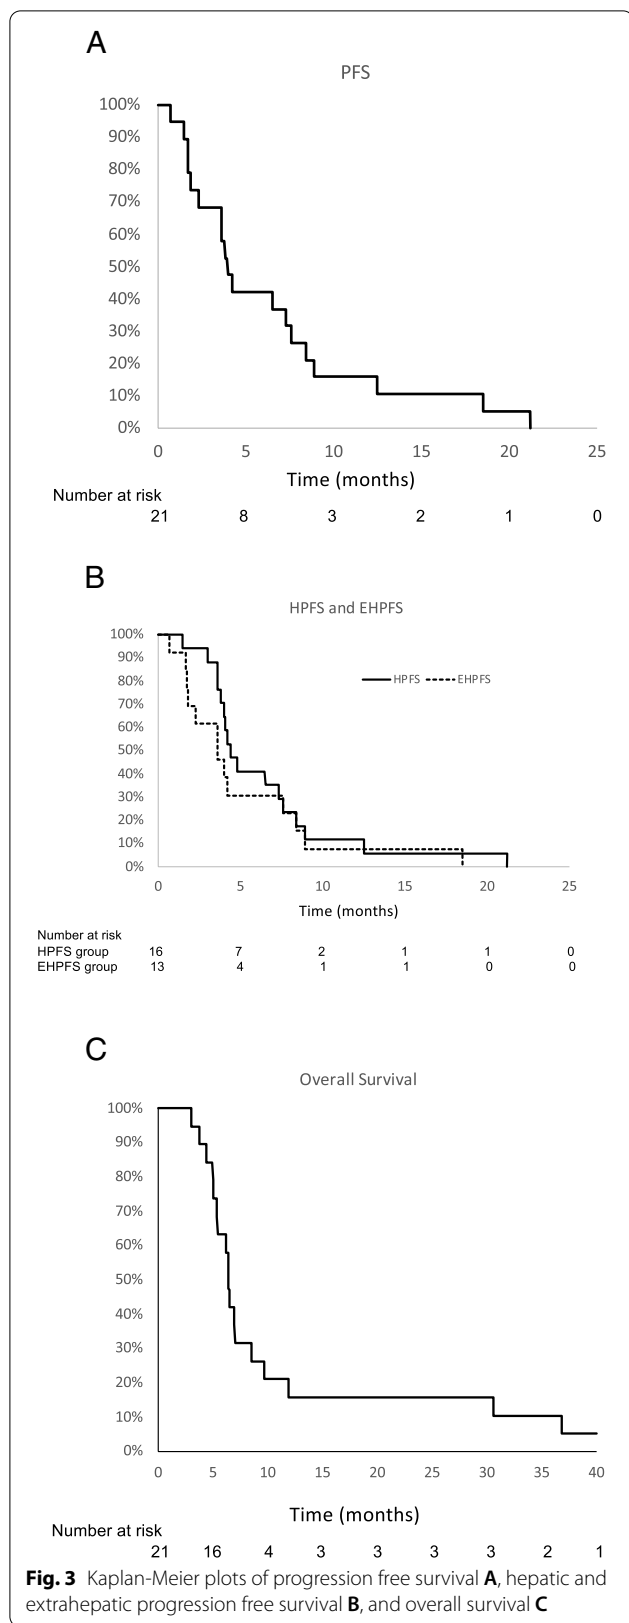 A
PFS
100%
90%
80%
70%
60%
50%
40%
30%
20%
10%
0%
0 5 10 15 20 25
Time (months)
Number at risk
21 8 3 2 1 0
B
HPFS and EHPFS
100%
90%
80%
70%
60%
50%
40%
30%
20%
10%
0%
HPFS EHPFS
0 5 10 15 20 25
Time (months)
Number at risk
HPFS group 16 7 2 1 1 0
EHPFS group 13 4 1 1 0 0
C
Overall Survival
100%
90%
80%
70%
60%
50%
40%
30%
20%
10%
0%
0 5 10 15 20 25 30 35 40
Time (months)
Number at risk
21 16 4 3 3 3 3 2 1
Fig. 3 Kaplan-Meier plots of progression free survival A, hepatic and
extrahepatic progression free survival B, and overall survival C